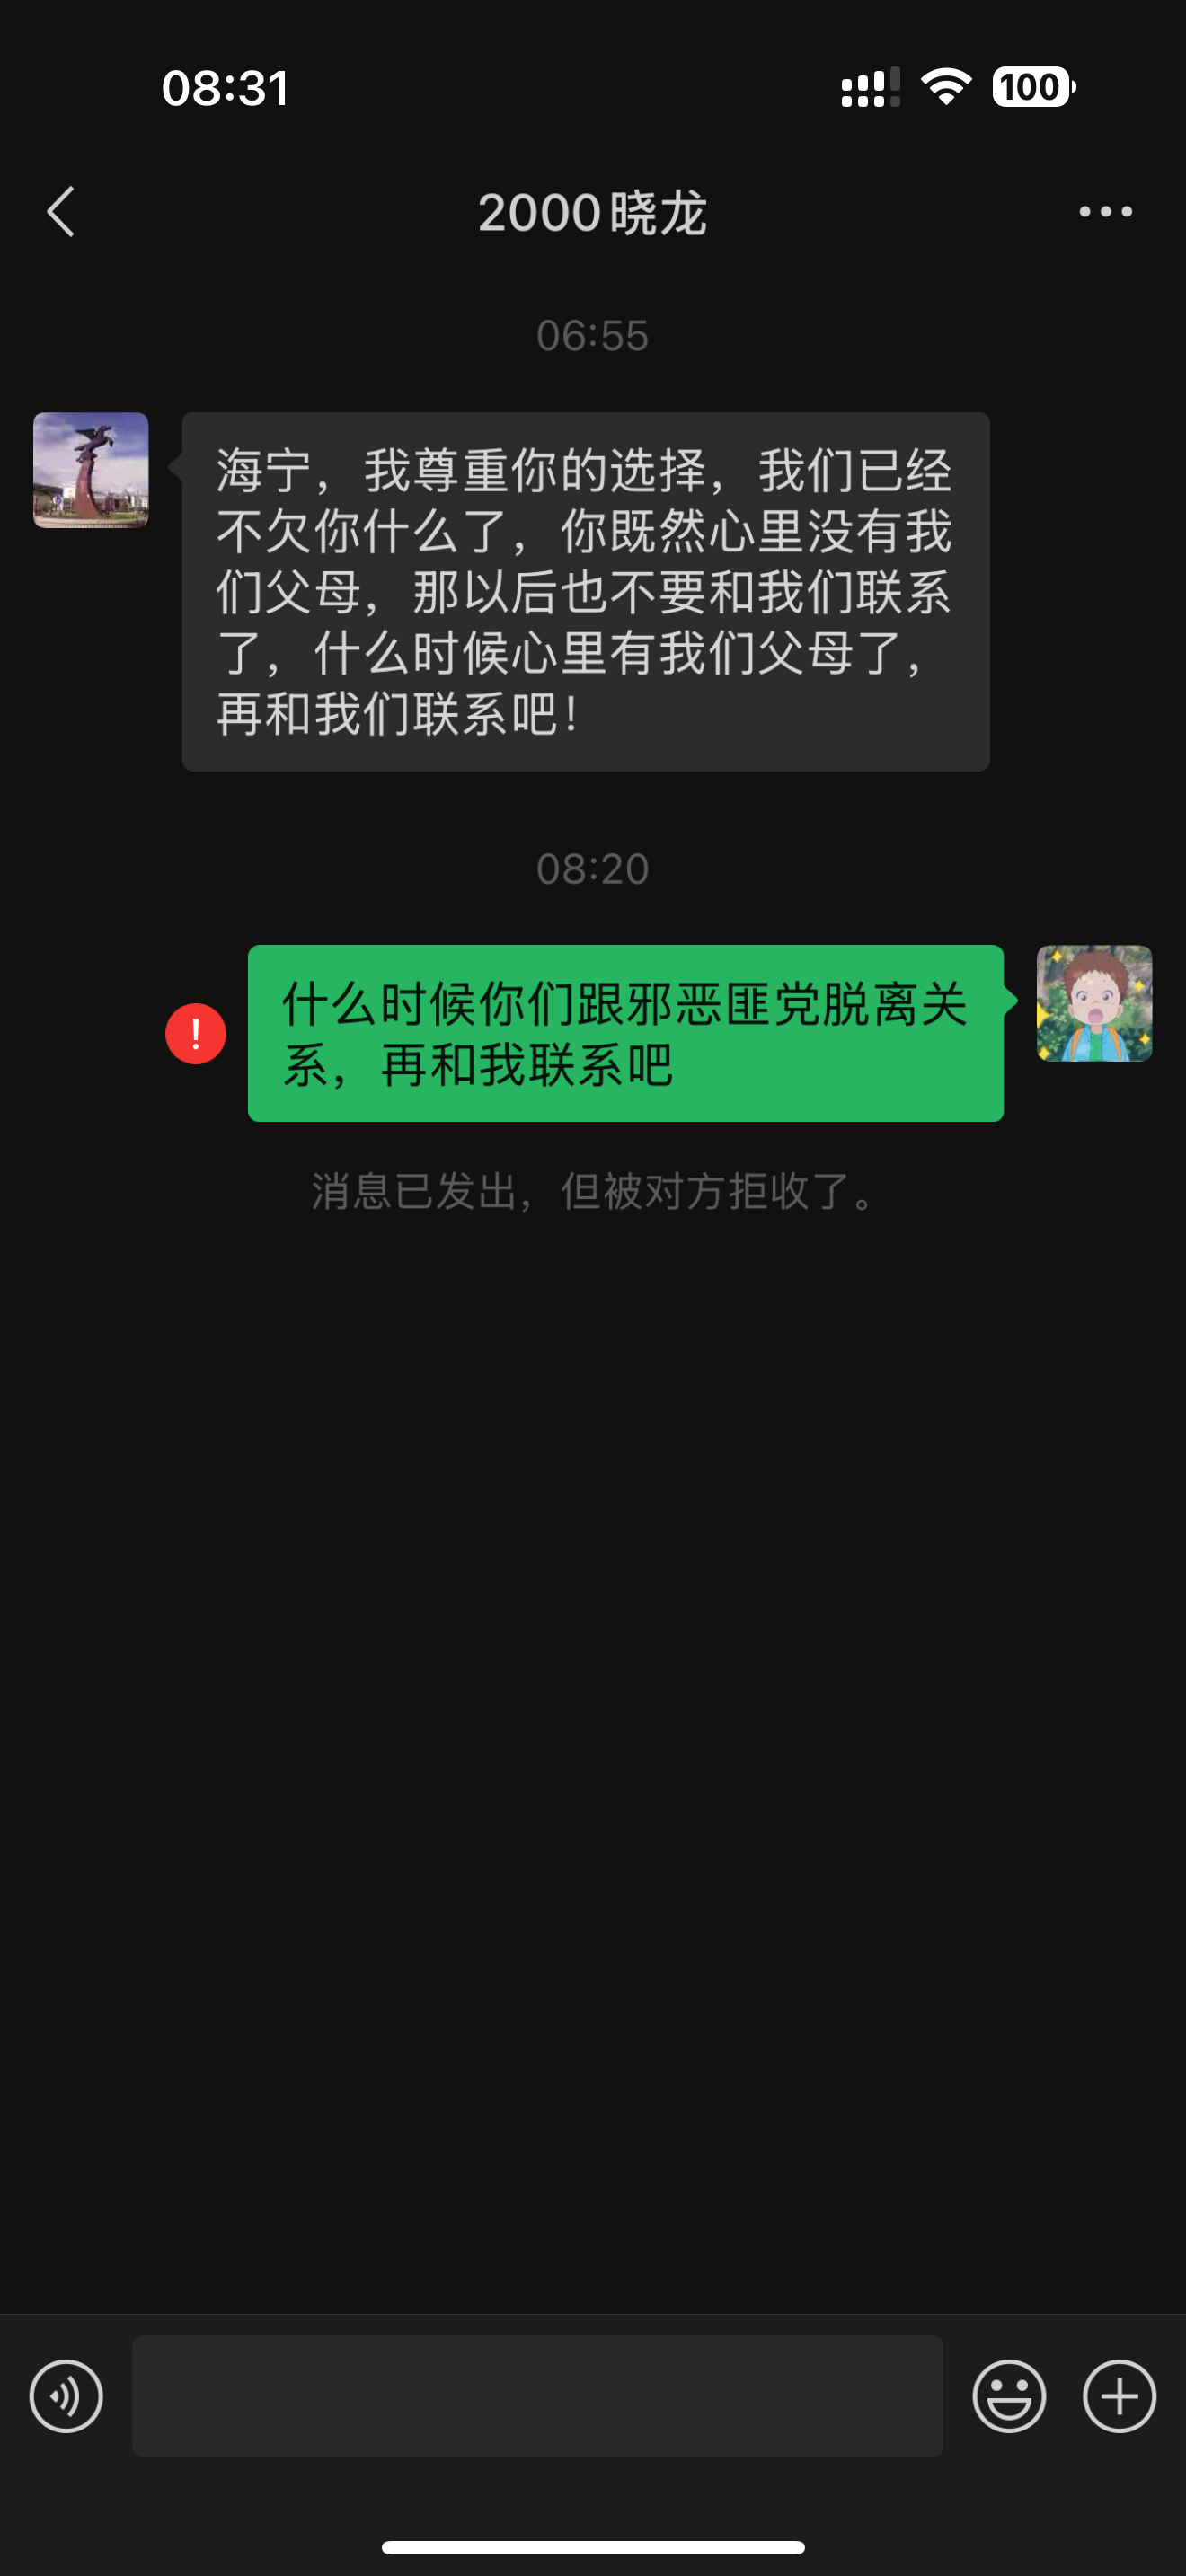 08:31
100
2000晓龙
06:55
海宁，我尊重你的选择，我们已经
不欠你什么了，你既然心里没有我
们父母，那以后也不要和我们联系
了，什么时候心里有我们父母了，
再和我们联系吧！
08:20
什么时候你们跟邪恶匪党脱离关
系，再和我联系吧
消息已发出，但被对方拒收了。